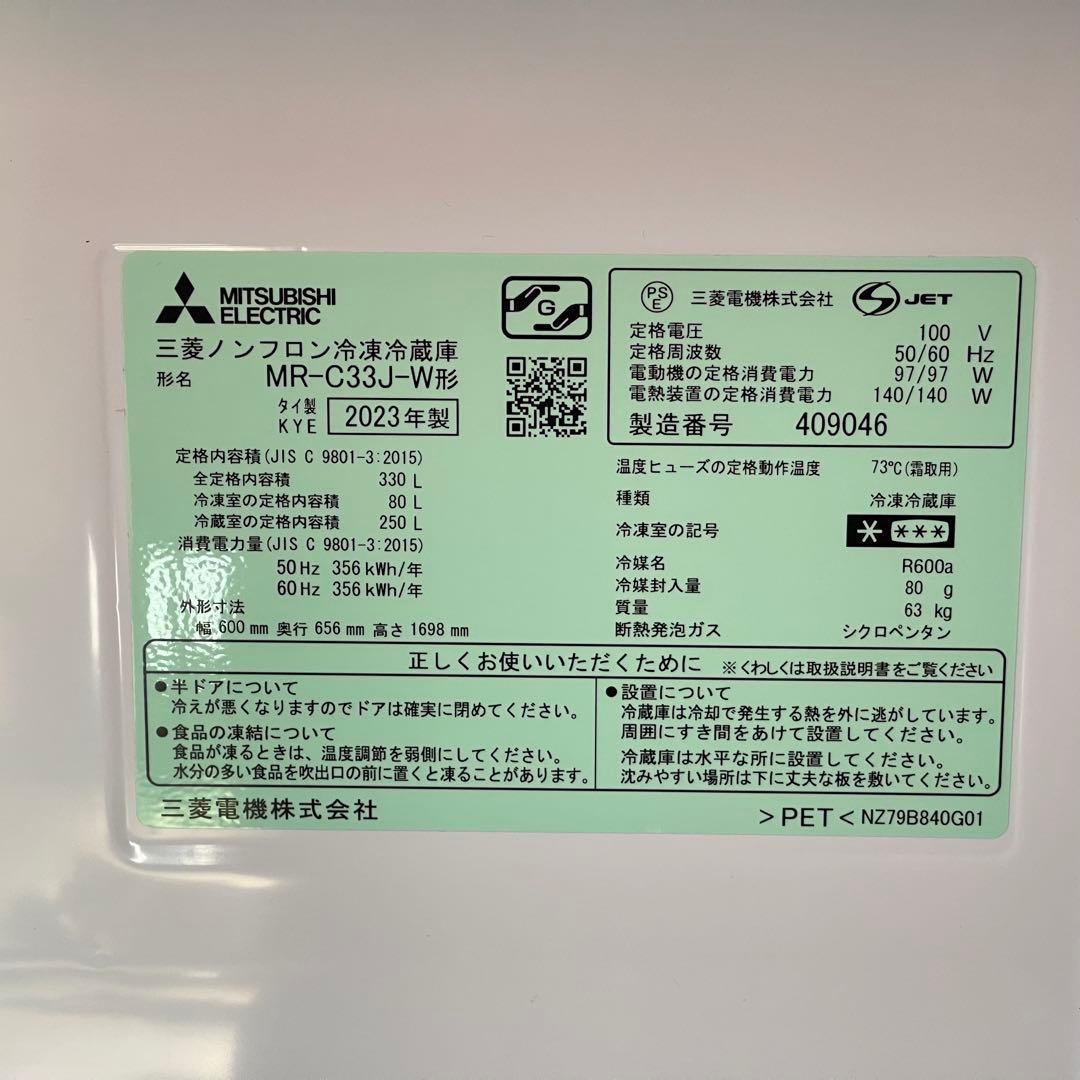 MITSUBISHI
ELECTRIC
G
三菱ノンフロン冷凍冷蔵庫
形名 MR-C33J-W形
タイ製
KYE 2023年製
定格内容積(JIS C 9801-3:2015)
全定格内容積 330 L
冷凍室の定格内容積 80 L
冷蔵室の定格内容積 250 L
消費電力量(JIS C 9801-3:2015)
50Hz 356kWh/年
60Hz 356kWh/年
外形寸法
幅 600mm 奥行 656mm 高さ 1698mm
PSE 三菱電機株式会社 JET
定格電圧 100 V
定格周波数 50/60 Hz
電動機の定格消費電力 97/97 W
電熱装置の定格消費電力 140/140 W
製造番号 409046
温度ヒューズの定格動作温度 73℃(霜取用)
種類 冷凍冷蔵庫
冷凍室の記号 * ***
冷媒名 R600a
冷媒封入量 80 g
質量 63 kg
断熱発泡ガス シクロペンタン
正しくお使いいただくために ※くわしくは取扱説明書をご覧ください
●半ドアについて
冷えが悪くなりますのでドアは確実に閉めてください。
●食品の凍結について
食品が凍るときは、温度調節を弱側にしてください。
水分の多い食品を吹出口の前に置くと凍ることがあります。
●設置について
冷蔵庫は冷却で発生する熱を外に逃がしています。
周囲にすき間をあけて設置してください。
冷蔵庫は水平な所に設置してください。
沈みやすい場所は下に丈夫な板を敷いてください。
三菱電機株式会社
>PET< NZ79B840G01